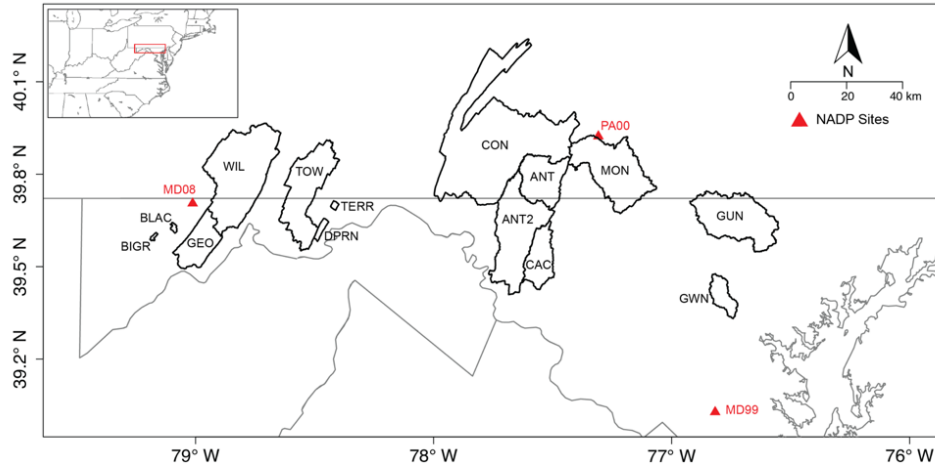 40.1° N
39.8° N
39.5° N
39.2° N
79° W
78° W
77° W
76° W
N
0 20 40 km
NADP Sites
PA00
CON
WIL
TOW
ANT
MON
MD08
TERR
BLAC
GUN
ANT2
DPRN
GEO
BIGR
CAC
GWN
MD99